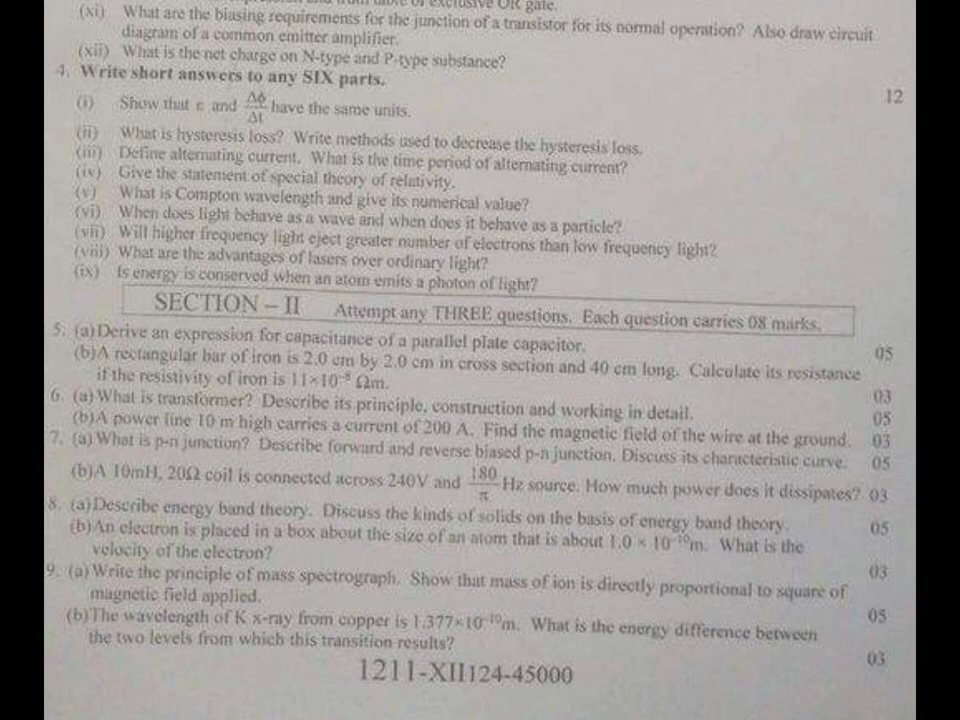 exclusive OR gate.
(xi) What are the biasing requirements for the junction of a transistor for its normal operation? Also draw circuit
diagram of a common emitter amplifier.
(xii) What is the net charge on N-type and P-type substance?
4. Write short answers to any SIX parts. 12
(i) Show that ε and Δϕ/Δt have the same units.
(ii) What is hysteresis loss? Write methods used to decrease the hysteresis loss.
(iii) Define alternating current. What is the time period of alternating current?
(iv) Give the statement of special theory of relativity.
(v) What is Compton wavelength and give its numerical value?
(vi) When does light behave as a wave and when does it behave as a particle?
(vii) Will higher frequency light eject greater number of electrons than low frequency light?
(viii) What are the advantages of lasers over ordinary light?
(ix) Is energy is conserved when an atom emits a photon of light?
SECTION – II Attempt any THREE questions. Each question carries 08 marks.
5. (a) Derive an expression for capacitance of a parallel plate capacitor. 05
(b) A rectangular bar of iron is 2.0 cm by 2.0 cm in cross section and 40 cm long. Calculate its resistance
if the resistivity of iron is 11×10⁻⁸ Ωm. 03
6. (a) What is transformer? Describe its principle, construction and working in detail. 05
(b) A power line 10 m high carries a current of 200 A. Find the magnetic field of the wire at the ground. 03
7. (a) What is p-n junction? Describe forward and reverse biased p-n junction. Discuss its characteristic curve. 05
(b) A 10mH, 20Ω coil is connected across 240V and 180/π Hz source. How much power does it dissipates? 03
8. (a) Describe energy band theory. Discuss the kinds of solids on the basis of energy band theory. 05
(b) An electron is placed in a box about the size of an atom that is about 1.0 × 10⁻¹⁰m. What is the
velocity of the electron? 03
9. (a) Write the principle of mass spectrograph. Show that mass of ion is directly proportional to square of
magnetic field applied. 05
(b) The wavelength of K x-ray from copper is 1.377×10⁻¹⁰m. What is the energy difference between
the two levels from which this transition results? 03
1211-XII124-45000